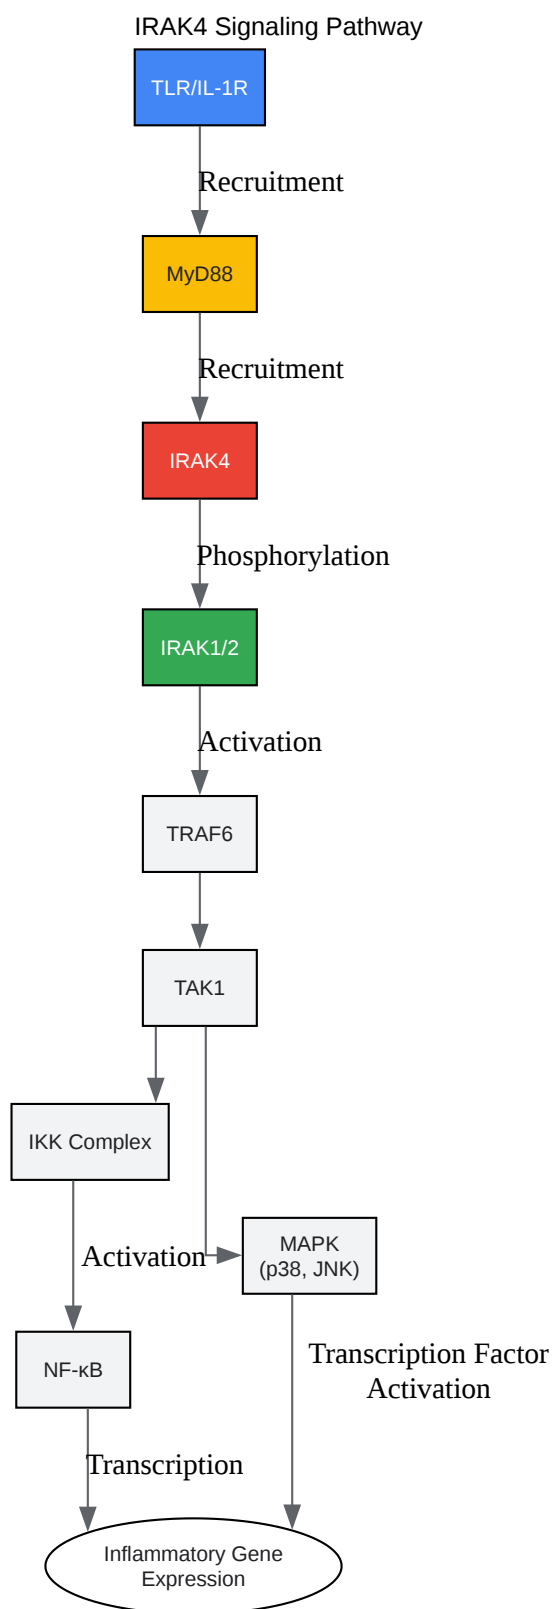 IRAK4 Signaling Pathway
TLR/IL-1R
Recruitment
MyD88
Recruitment
IRAK4
Phosphorylation
IRAK1/2
Activation
TRAF6
TAK1
IKK Complex
MAPK
(p38, JNK)
Activation
NF-κB
Transcription Factor
Activation
Transcription
Inflammatory Gene
Expression